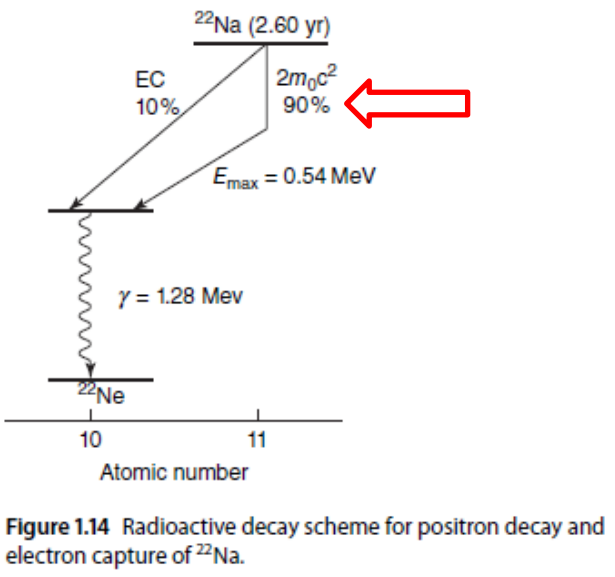 ²²Na (2.60 yr)
EC
10%
2m₀c²
90%
Eₘₐₓ = 0.54 MeV
γ = 1.28 Mev
²²Ne
10 11
Atomic number
Figure 1.14 Radioactive decay scheme for positron decay and
electron capture of ²²Na.